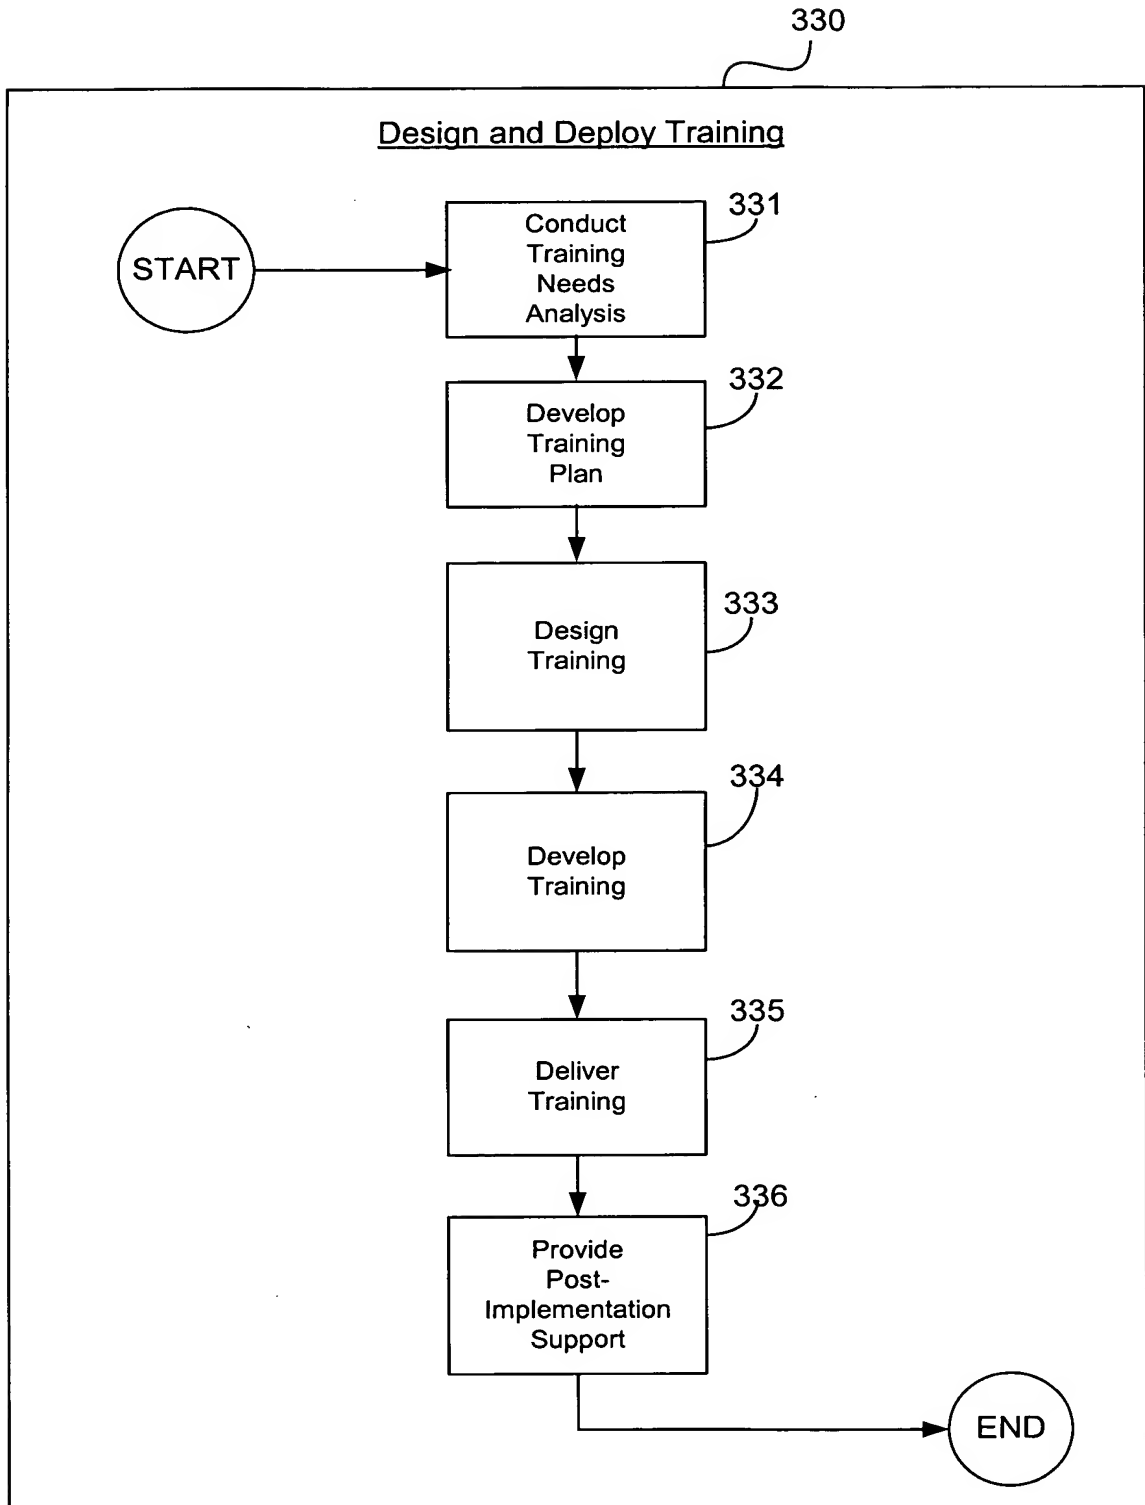 330
Design and Deploy Training
START
Conduct
Training
Needs
Analysis
331
Develop
Training
Plan
332
Design
Training
333
Develop
Training
334
Deliver
Training
335
Provide
Post-
Implementation
Support
336
END